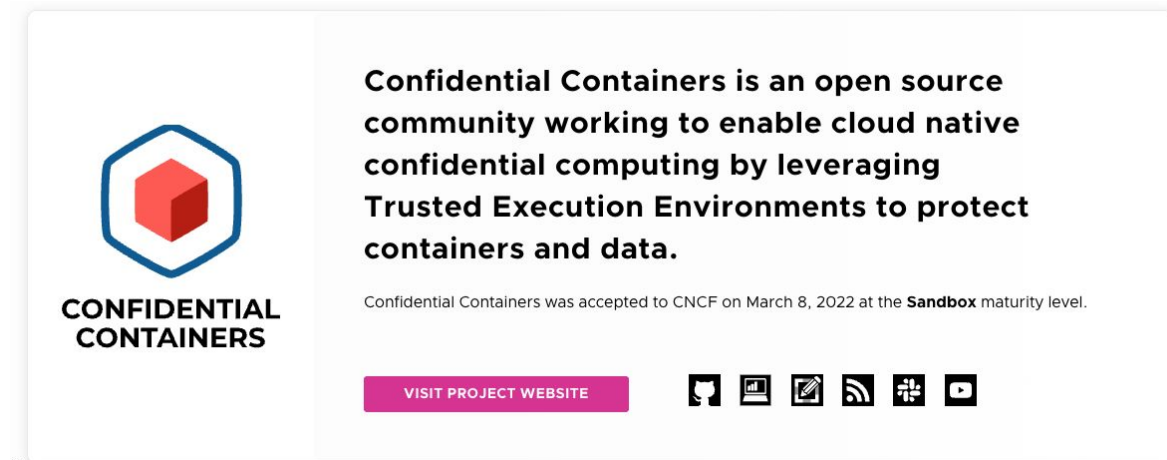 CONFIDENTIAL
CONTAINERS
Confidential Containers is an open source
community working to enable cloud native
confidential computing by leveraging
Trusted Execution Environments to protect
containers and data.
Confidential Containers was accepted to CNCF on March 8, 2022 at the Sandbox maturity level.
VISIT PROJECT WEBSITE